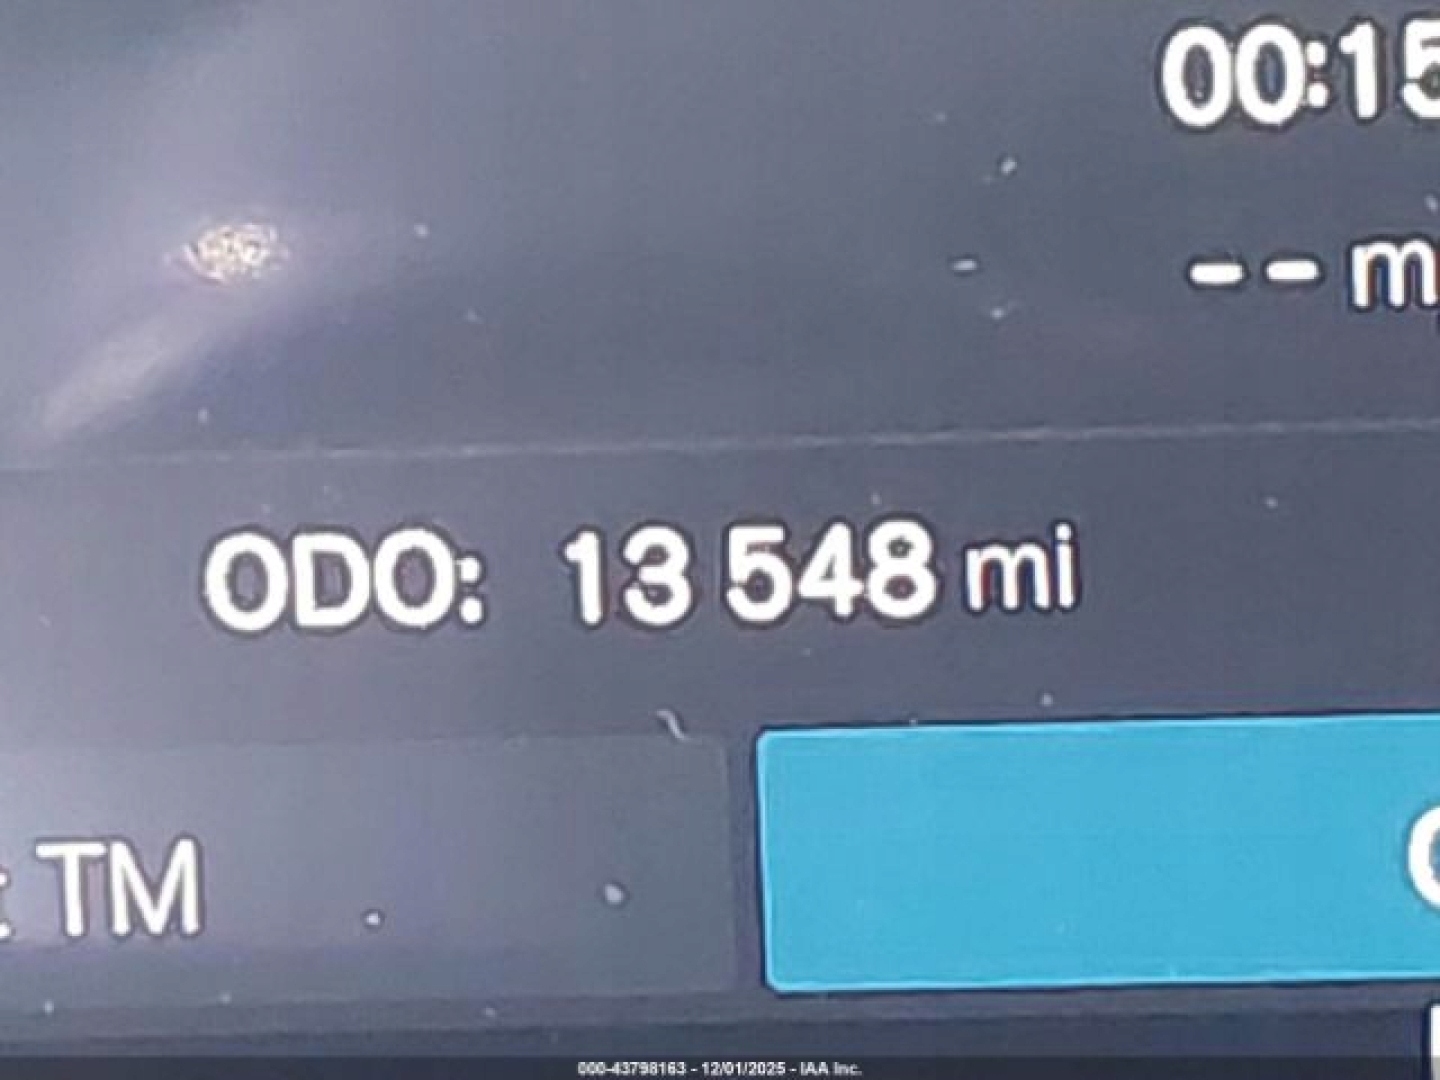 00:15
-- m
ODO: 13 548 mi
TM
000-43798163 - 12/01/2025 - IAA Inc.